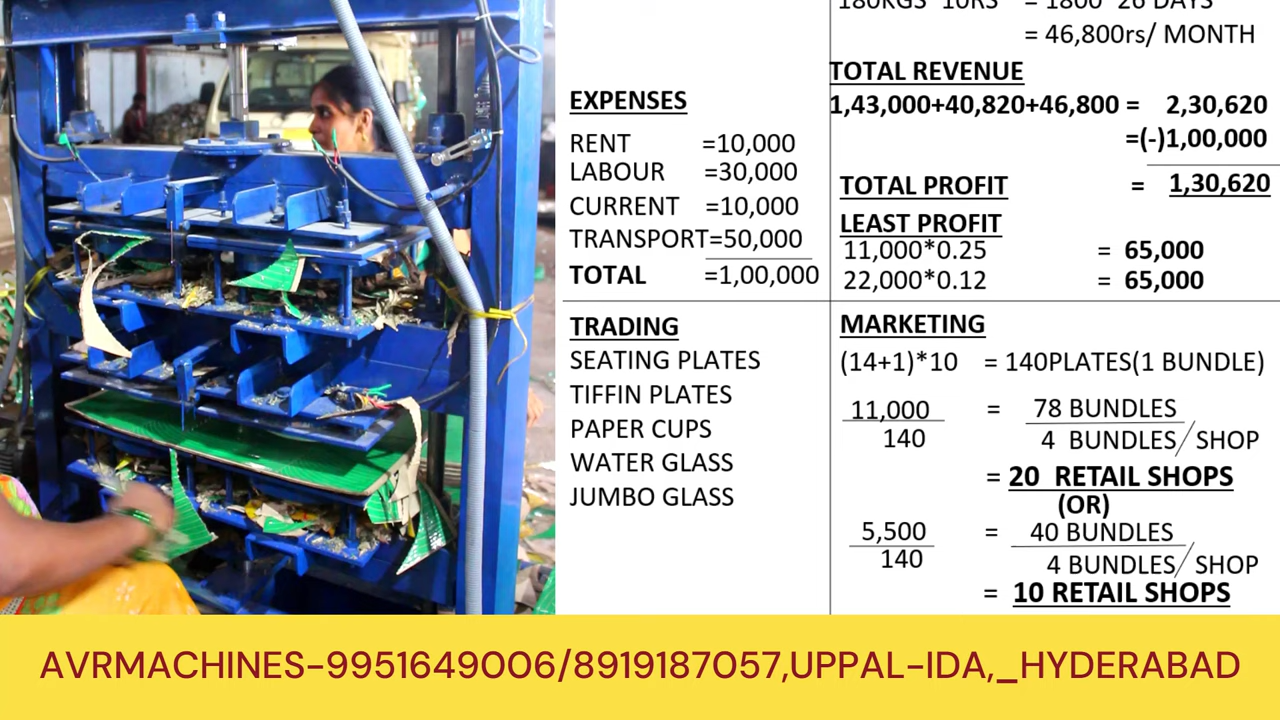 EXPENSES
RENT =10,000
LABOUR =30,000
CURRENT =10,000
TRANSPORT=50,000
TOTAL =1,00,000
TRADING
SEATING PLATES
TIFFIN PLATES
PAPER CUPS
WATER GLASS
JUMBO GLASS
180KGS*10RS = 1800*26 DAYS
= 46,800rs/ MONTH
TOTAL REVENUE
1,43,000+40,820+46,800 = 2,30,620
=(-)1,00,000
TOTAL PROFIT = 1,30,620
LEAST PROFIT
11,000*0.25 = 65,000
22,000*0.12 = 65,000
MARKETING
(14+1)*10 = 140PLATES(1 BUNDLE)
11,000 = 78 BUNDLES
140 4 BUNDLES/SHOP
= 20 RETAIL SHOPS
(OR)
5,500 = 40 BUNDLES
140 4 BUNDLES/SHOP
= 10 RETAIL SHOPS
AVRMACHINES-9951649006/8919187057,UPPAL-IDA,_HYDERABAD